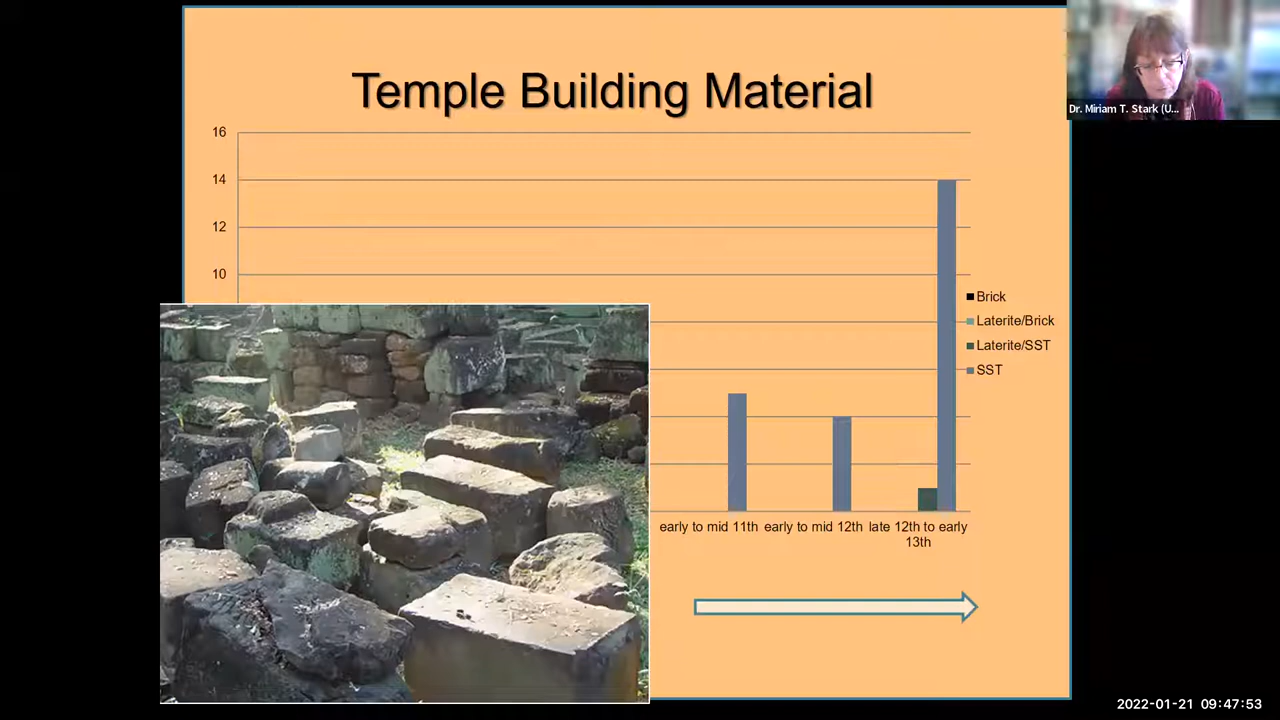 Temple Building Material
Dr. Miriam T. Stark (U...
16
14
12
10
Brick
Laterite/Brick
Laterite/SST
SST
early to mid 11th
early to mid 12th
late 12th to early
13th
2022-01-21 09:47:53